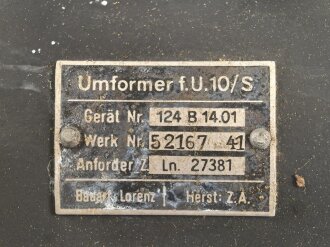 Umformer f.U.10/S
Gerät Nr. 124 B 14.01
Werk Nr. 52167 41
Anforder Z. Ln. 27381
Bauart: Lorenz Herst: Z.A.